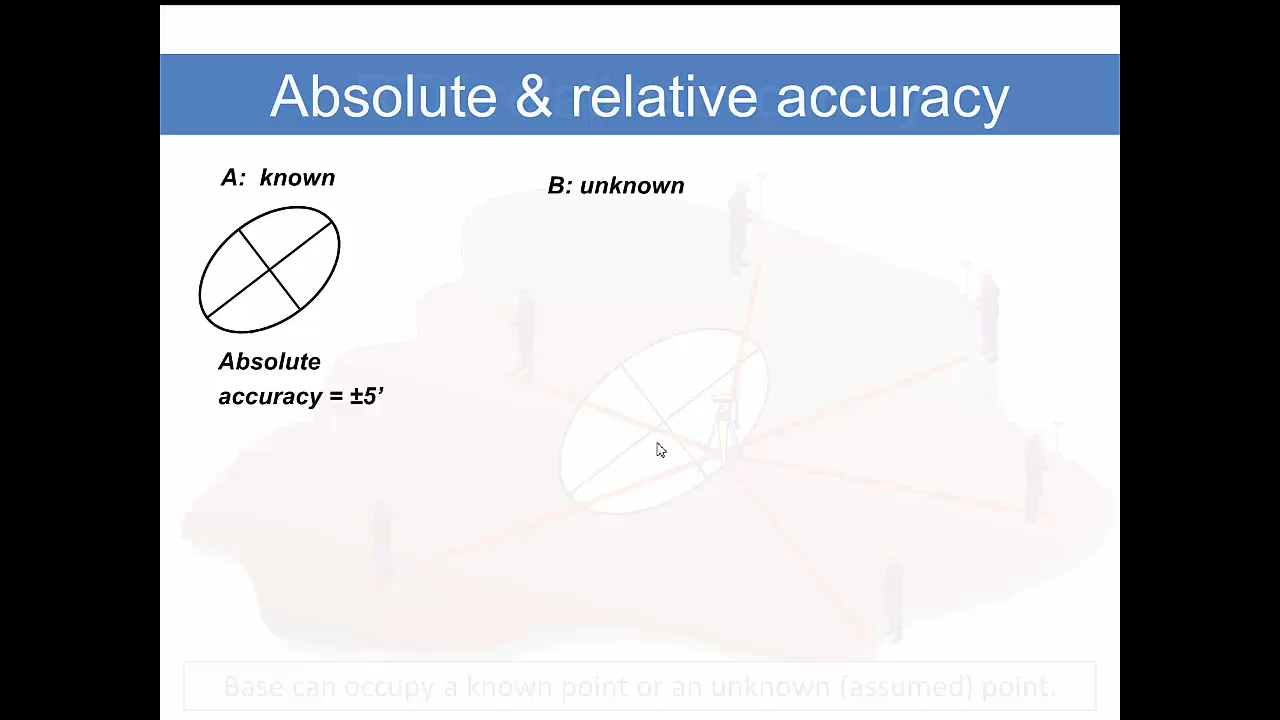 Absolute & relative accuracy
A:  known
B: unknown
Absolute
accuracy = ±5’
Base can occupy a known point or an unknown (assumed) point.